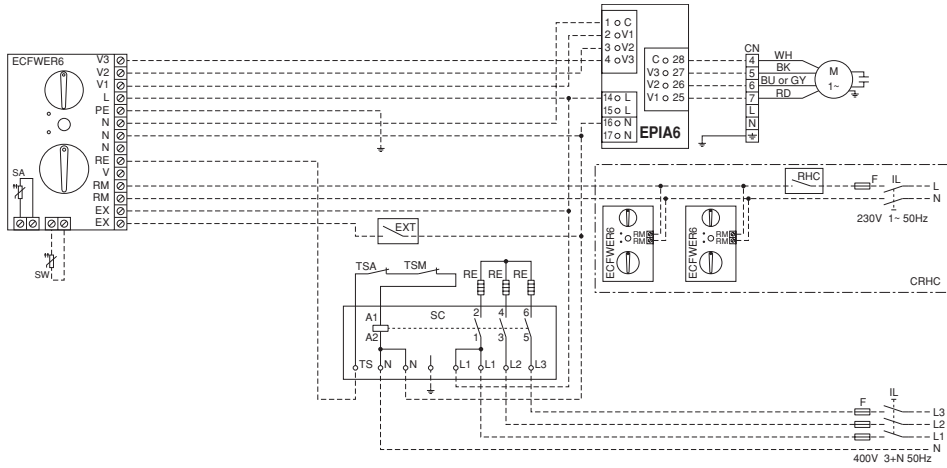 ECFWER6
V3
V2
V1
L
PE
N
N
N
RE
V
RM
RM
EX
EX
SA
SW
1 C
2 V1
3 V2
4 V3
14 L
15 L
16 N
17 N
C 28
V3 27
V2 26
V1 25
EPIA6
CN
4
5
6
7
L
N
WH
BK
BU or GY
RD
M
1~
RHC
F
IL
L
N
230V 1~ 50Hz
ECFWER6
RM
RM
ECFWER6
RM
RM
CRHC
EXT
TSA
TSM
RE
RE
RE
A1
A2
SC
2
4
6
1
3
5
TS
N
N
L1
L1
L2
L3
F
IL
L3
L2
L1
N
400V 3+N 50Hz